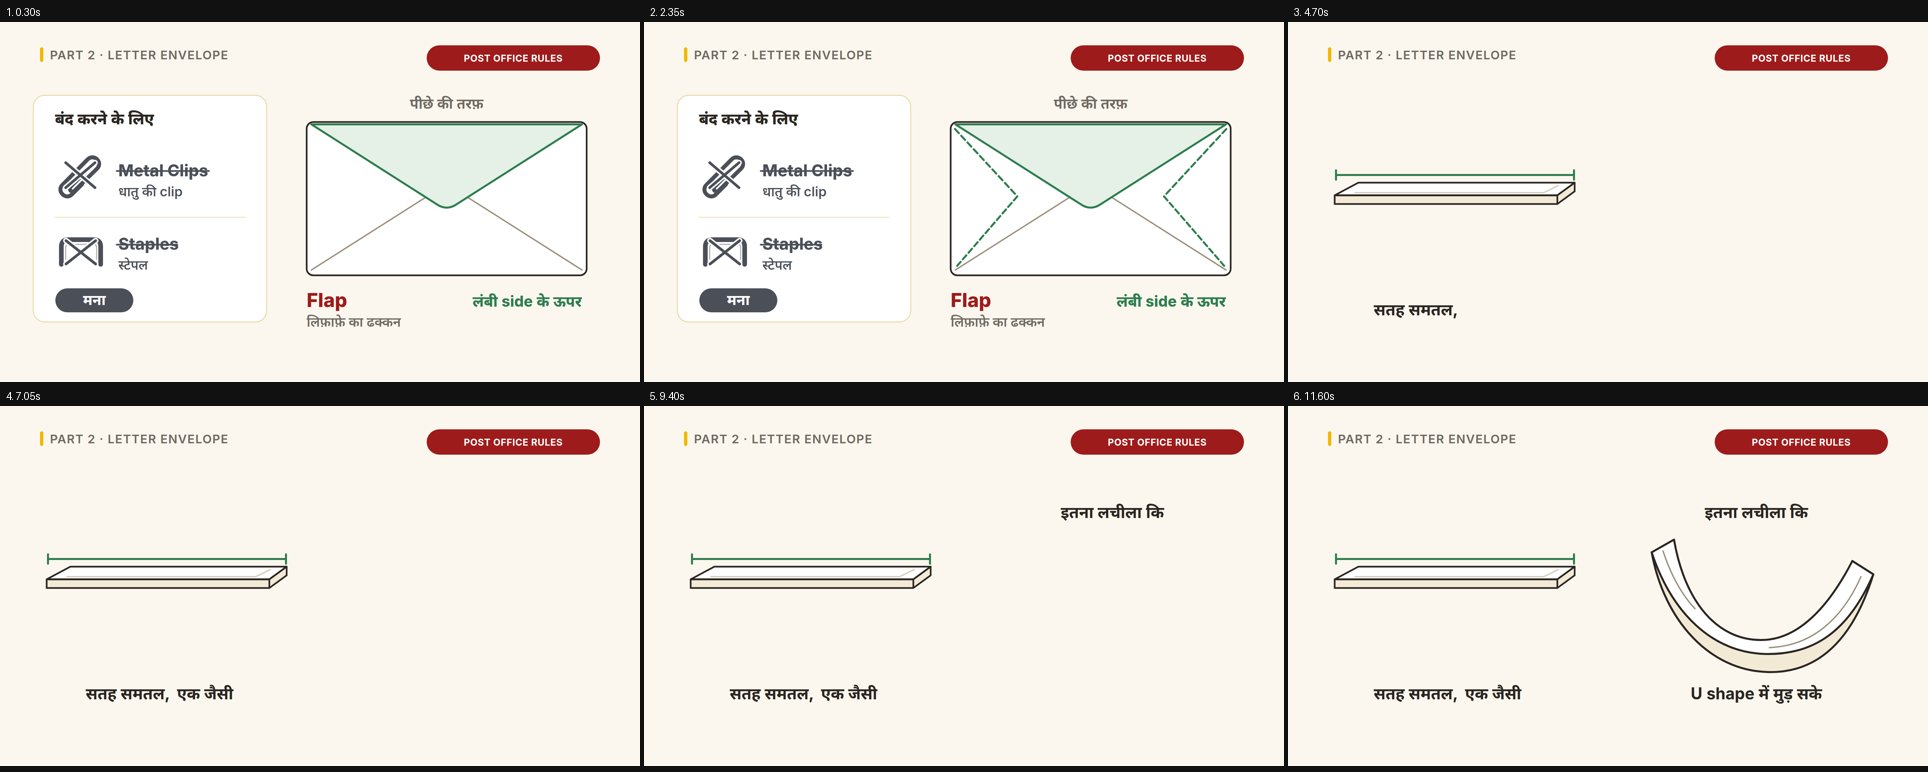 1. 0.30s
PART 2 · LETTER ENVELOPE
POST OFFICE RULES
बंद करने के लिए
Metal Clips
धातु की clip
Staples
स्टेपल
मना
पीछे की तरफ़
Flap
लंबी side के ऊपर
लिफ़ाफ़े का ढक्कन
2. 2.35s
PART 2 · LETTER ENVELOPE
POST OFFICE RULES
बंद करने के लिए
Metal Clips
धातु की clip
Staples
स्टेपल
मना
पीछे की तरफ़
Flap
लंबी side के ऊपर
लिफ़ाफ़े का ढक्कन
3. 4.70s
PART 2 · LETTER ENVELOPE
POST OFFICE RULES
सतह समतल,
4. 7.05s
PART 2 · LETTER ENVELOPE
POST OFFICE RULES
सतह समतल, एक जैसी
5. 9.40s
PART 2 · LETTER ENVELOPE
POST OFFICE RULES
इतना लचीला कि
सतह समतल, एक जैसी
6. 11.60s
PART 2 · LETTER ENVELOPE
POST OFFICE RULES
इतना लचीला कि
सतह समतल, एक जैसी
U shape में मुड़ सके